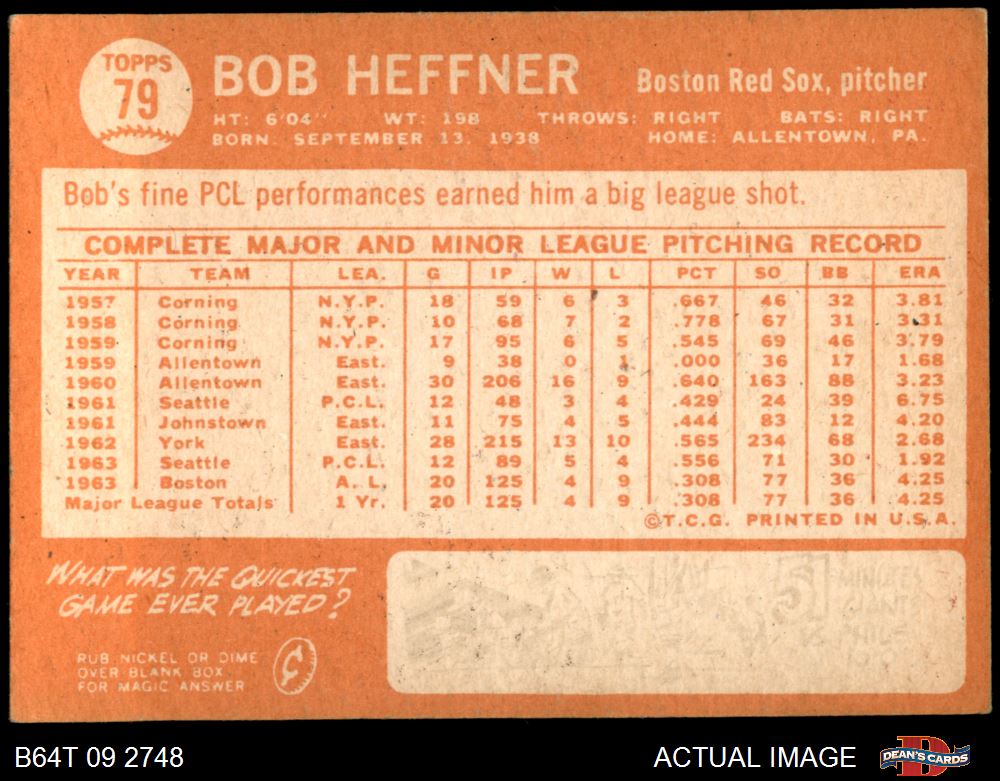 TOPPS
79
BOB HEFFNER
Boston Red Sox, pitcher
HT: 6'04" WT: 198 THROWS: RIGHT BATS: RIGHT
BORN: SEPTEMBER 13, 1938 HOME: ALLENTOWN, PA.
Bob's fine PCL performances earned him a big league shot.
COMPLETE MAJOR AND MINOR LEAGUE PITCHING RECORD
YEAR TEAM LEA. G IP W L PCT SO BB ERA
1957 Corning N.Y.P. 18 59 6 3 .667 46 32 3.81
1958 Corning N.Y.P. 10 68 7 2 .778 67 31 3.31
1959 Corning N.Y.P. 17 95 6 5 .545 69 46 3.79
1959 Allentown East. 9 38 0 1 .000 36 17 1.68
1960 Allentown East. 30 206 16 9 .640 163 88 3.23
1961 Seattle P.C.L. 12 48 3 4 .429 24 39 6.75
1961 Johnstown East. 11 75 4 5 .444 83 12 4.20
1962 York East. 28 215 13 10 .565 234 68 2.68
1963 Seattle P.C.L. 12 89 5 4 .556 71 30 1.92
1963 Boston A. L. 20 125 4 9 .308 77 36 4.25
Major League Totals 1 Yr. 20 125 4 9 .308 77 36 4.25
©T.C.G. PRINTED IN U.S.A.
WHAT WAS THE QUICKEST
GAME EVER PLAYED?
RUB NICKEL OR DIME
OVER BLANK BOX
FOR MAGIC ANSWER
¢
51 MINUTES
B64T 09 2748
ACTUAL IMAGE
DEAN'S CARDS